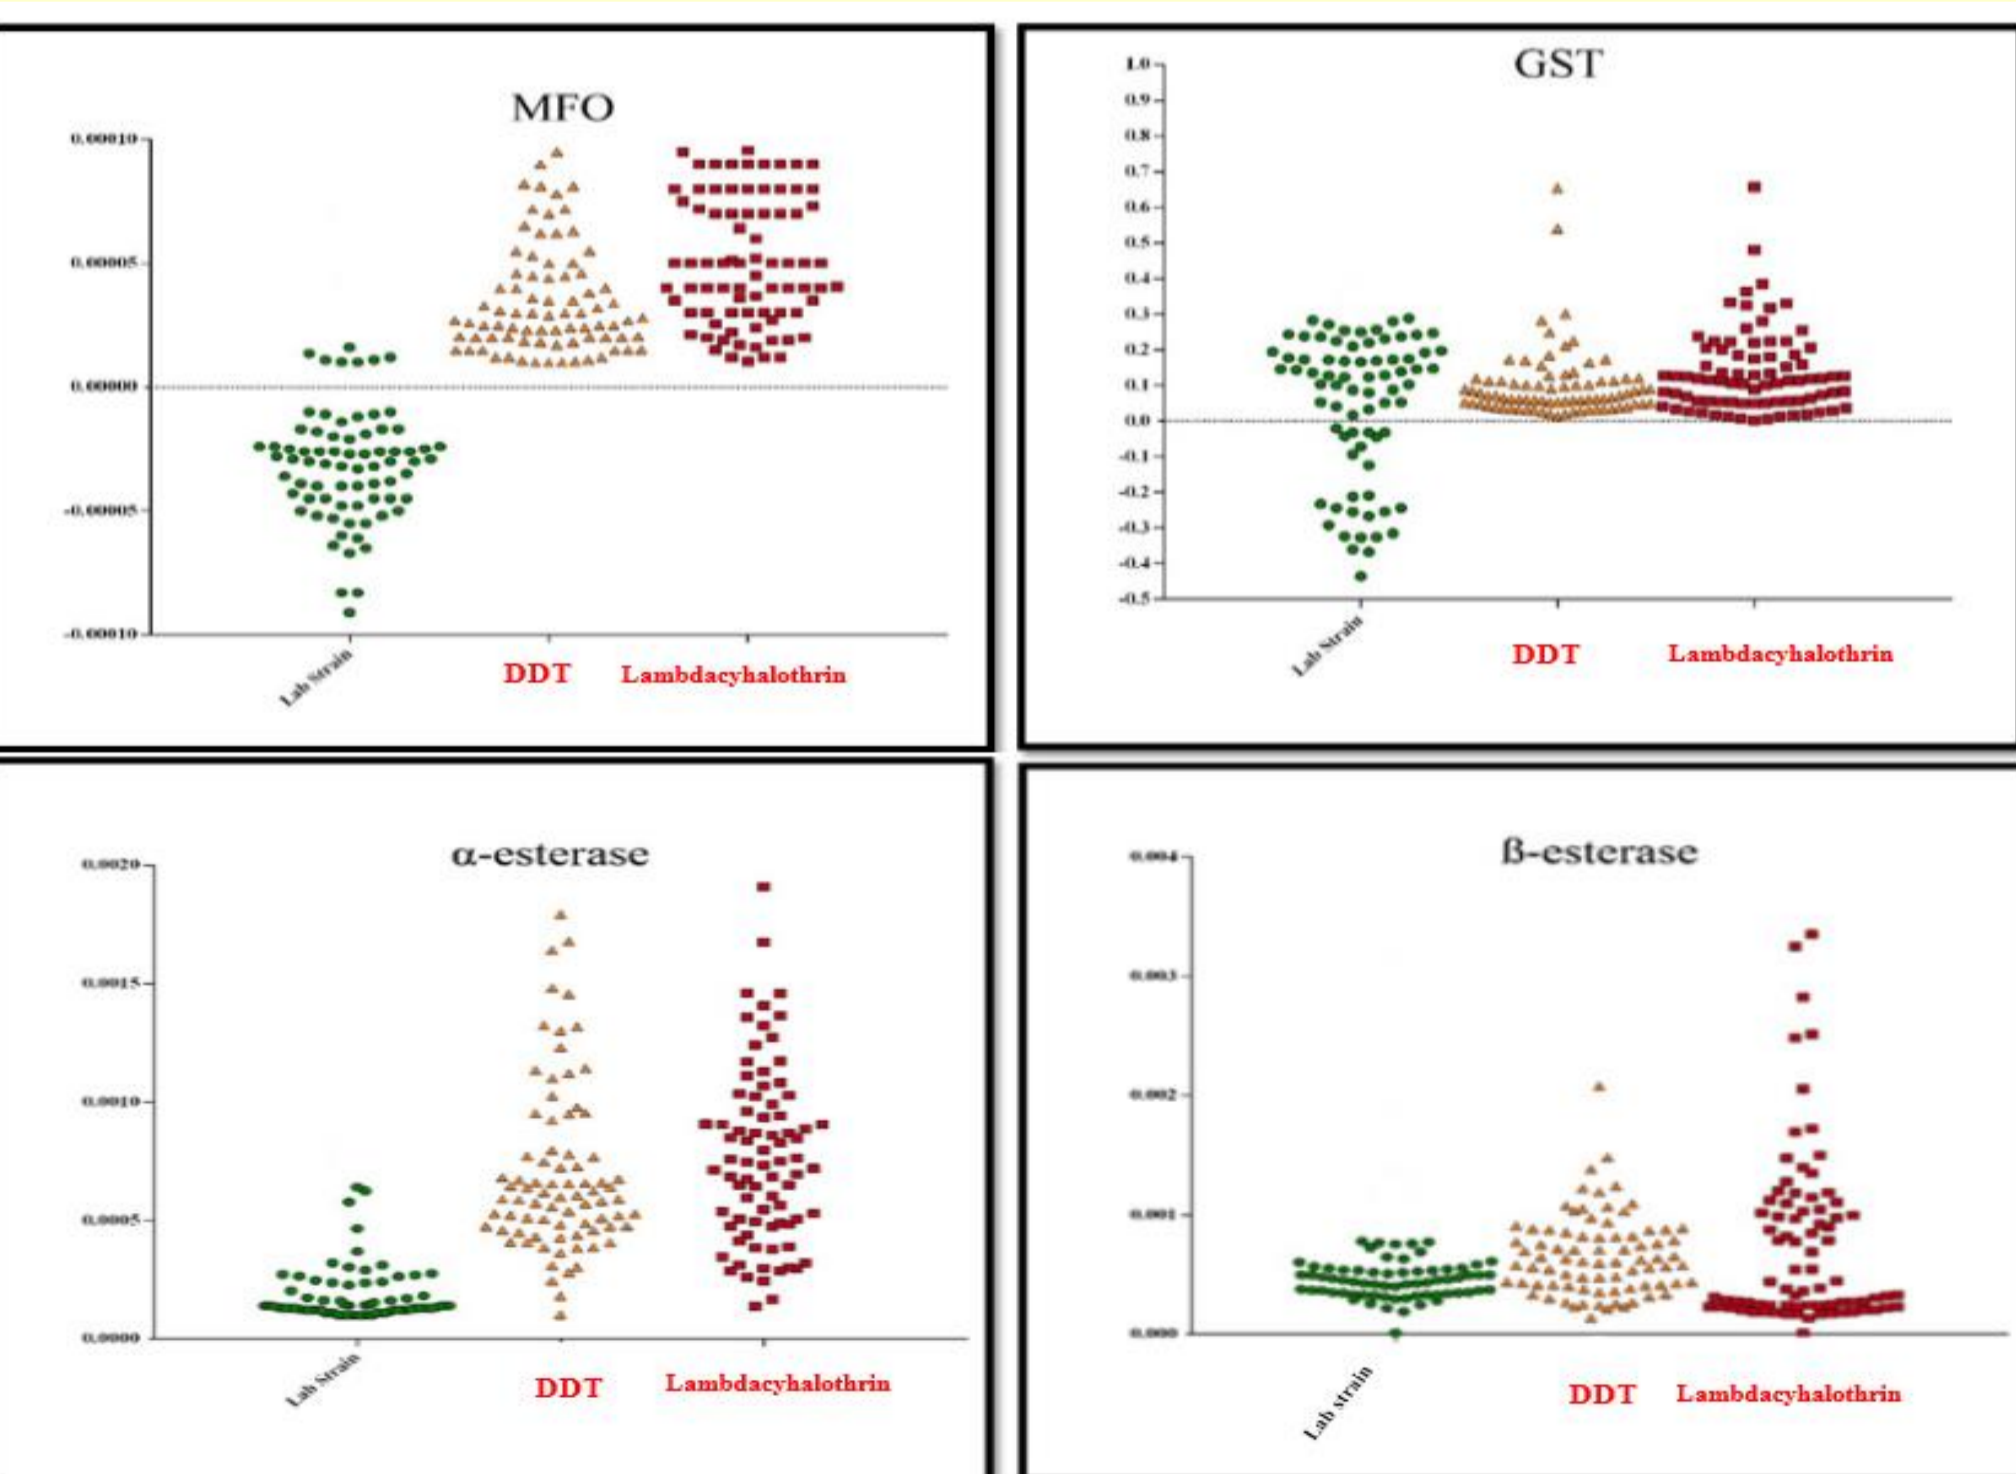 MFO
0.00010
0.00005
0.00000
-0.00005
-0.00010
Lab Strain
DDT
Lambdacyhalothrin
GST
1.0
0.9
0.8
0.7
0.6
0.5
0.4
0.3
0.2
0.1
0.0
-0.1
-0.2
-0.3
-0.4
-0.5
Lab Strain
DDT
Lambdacyhalothrin
α-esterase
0.0020
0.0015
0.0010
0.0005
0.0000
Lab Strain
DDT
Lambdacyhalothrin
ß-esterase
0.004
0.003
0.002
0.001
0.000
Lab strain
DDT
Lambdacyhalothrin